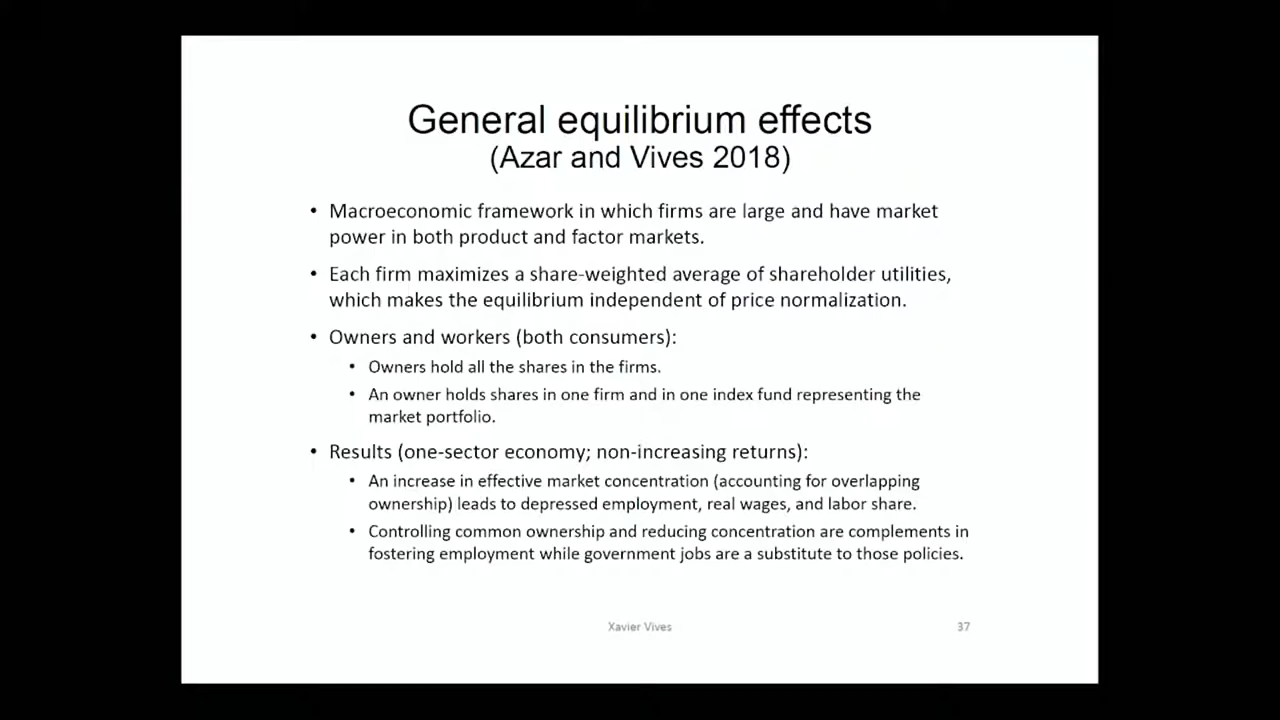 General equilibrium effects
(Azar and Vives 2018)
• Macroeconomic framework in which firms are large and have market
power in both product and factor markets.
• Each firm maximizes a share-weighted average of shareholder utilities,
which makes the equilibrium independent of price normalization.
• Owners and workers (both consumers):
• Owners hold all the shares in the firms.
• An owner holds shares in one firm and in one index fund representing the
market portfolio.
• Results (one-sector economy; non-increasing returns):
• An increase in effective market concentration (accounting for overlapping
ownership) leads to depressed employment, real wages, and labor share.
• Controlling common ownership and reducing concentration are complements in
fostering employment while government jobs are a substitute to those policies.
Xavier Vives
37